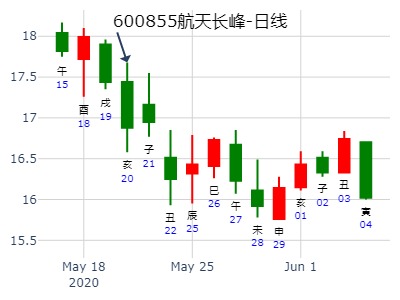 600855航天长峰-日线
18
17.5
17
16.5
16
15.5
午
15
酉
18
戌
19
亥
20
子
21
丑
22
辰
25
巳
26
午
27
未
28
申
29
亥
01
子
02
丑
03
寅
04
May 18
2020
May 25
Jun 1